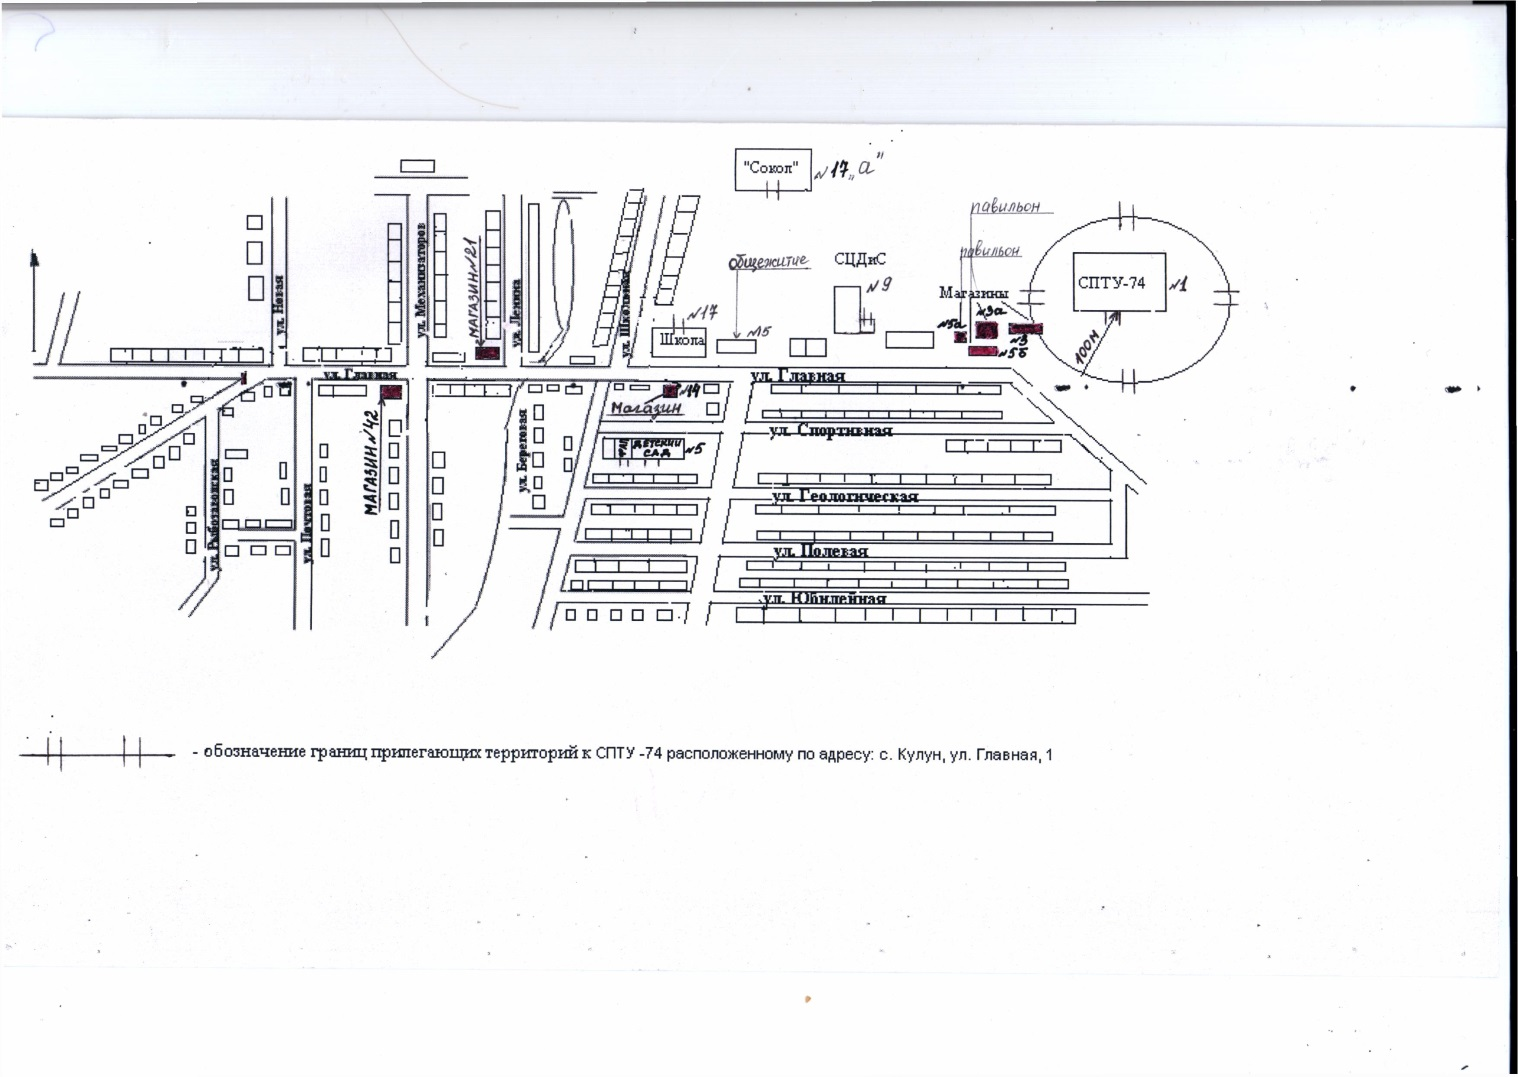 "Сокол"
№17„а"
павильон
павильон
общежитие
СЦДиС
№9
СПТУ-74
№1
Магазины
№3а
№5а
№3
№5б
100м
ул. Новая
ул. Механизаторов
МАГАЗИН №21
ул. Ленина
ул. Школьная
№17
Школа
№15
ул. Главная
ул. Главная
№14
Магазин
МАГАЗИН №42
ул. Береговая
ул. Спортивная
ФАП
ДЕТСКИЙ
САД
№5
ул. Почтовая
ул. Геологическая
ул. Полевая
ул. Юбилейная
- обозначение границ прилегающих территорий к СПТУ -74 расположенному по адресу: с. Кулун, ул. Главная, 1